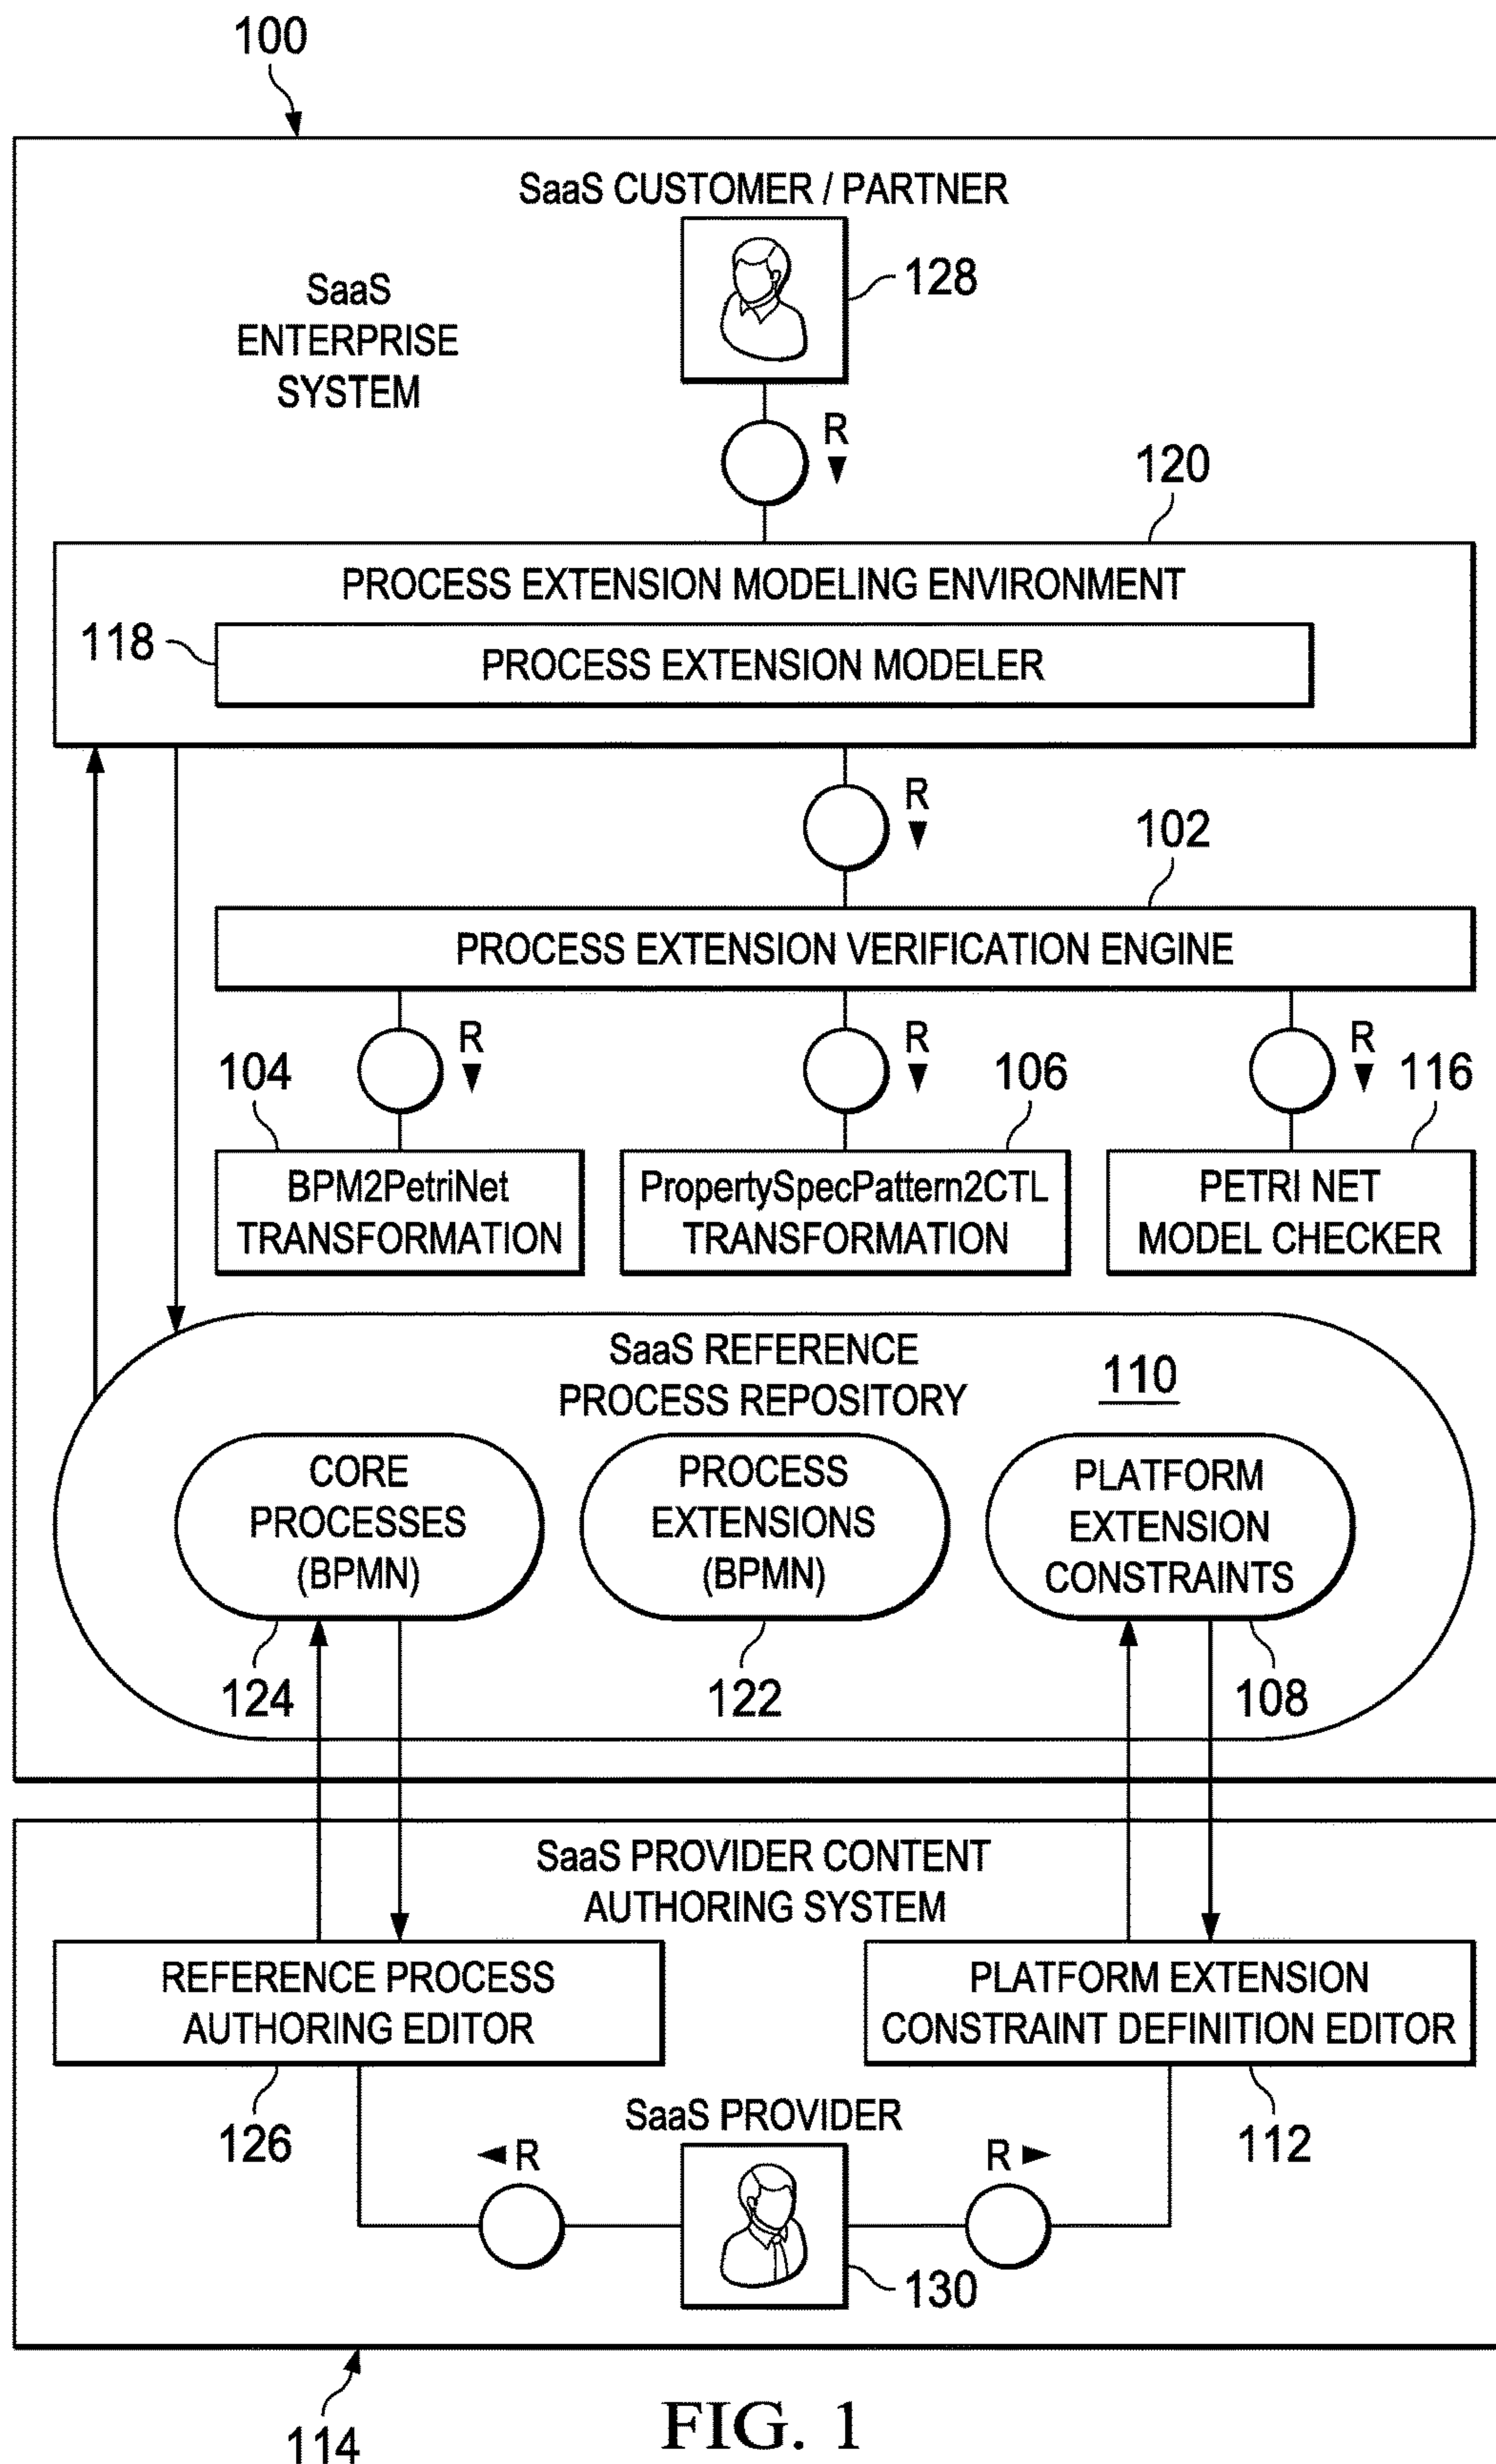 100
SaaS CUSTOMER / PARTNER
128
SaaS
ENTERPRISE
SYSTEM
R
120
PROCESS EXTENSION MODELING ENVIRONMENT
118
PROCESS EXTENSION MODELER
R
102
PROCESS EXTENSION VERIFICATION ENGINE
R
R
R
104
106
116
BPM2PetriNet
TRANSFORMATION
PropertySpecPattern2CTL
TRANSFORMATION
PETRI NET
MODEL CHECKER
SaaS REFERENCE
PROCESS REPOSITORY
110
CORE
PROCESSES
(BPMN)
PROCESS
EXTENSIONS
(BPMN)
PLATFORM
EXTENSION
CONSTRAINTS
124
122
108
SaaS PROVIDER CONTENT
AUTHORING SYSTEM
REFERENCE PROCESS
AUTHORING EDITOR
PLATFORM EXTENSION
CONSTRAINT DEFINITION EDITOR
126
SaaS PROVIDER
112
R
R
130
114
FIG. 1